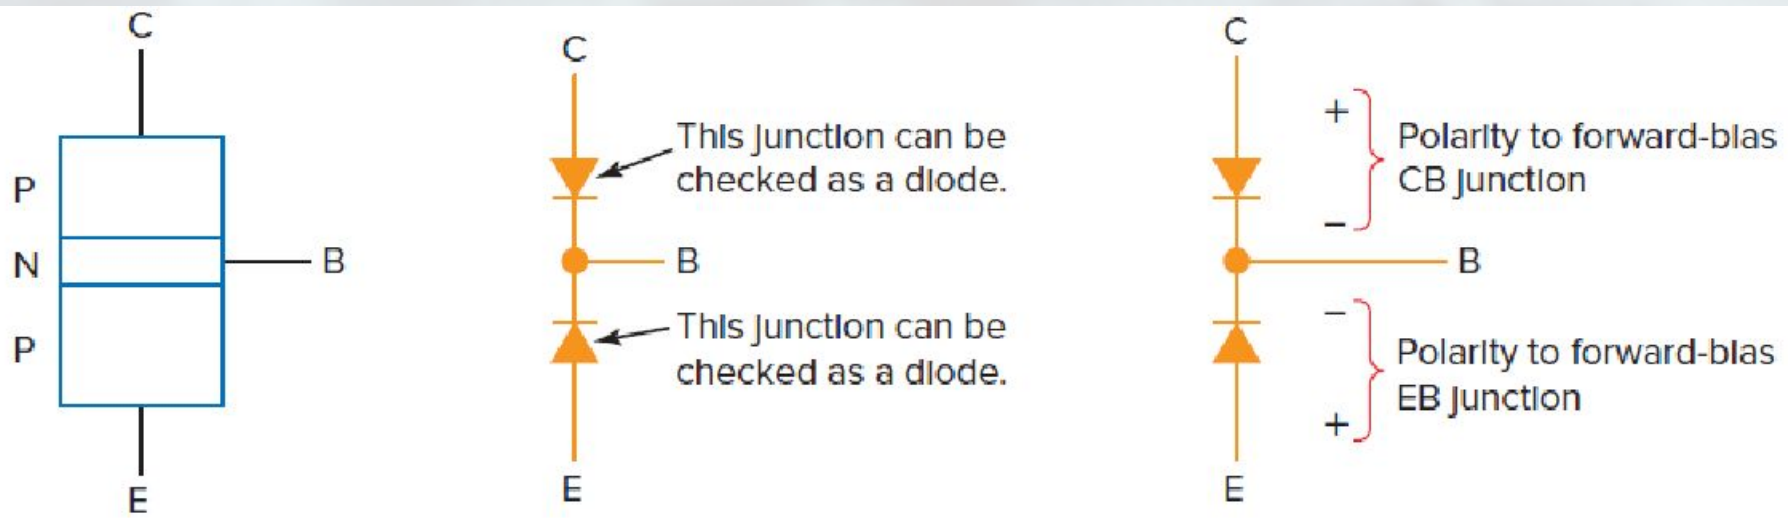 C
P
N
B
P
E
C
This junction can be
checked as a diode.
B
This junction can be
checked as a diode.
E
C
+
Polarity to forward-bias
CB junction
−
B
−
Polarity to forward-bias
EB junction
+
E